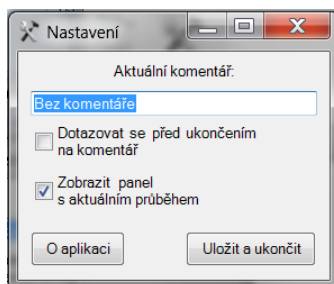 Nastavení
Aktuální komentář:
Bez komentáře
Dotazovat se před ukončením
na komentář
Zobrazit panel
s aktuálním průběhem
O aplikaci
Uložit a ukončit